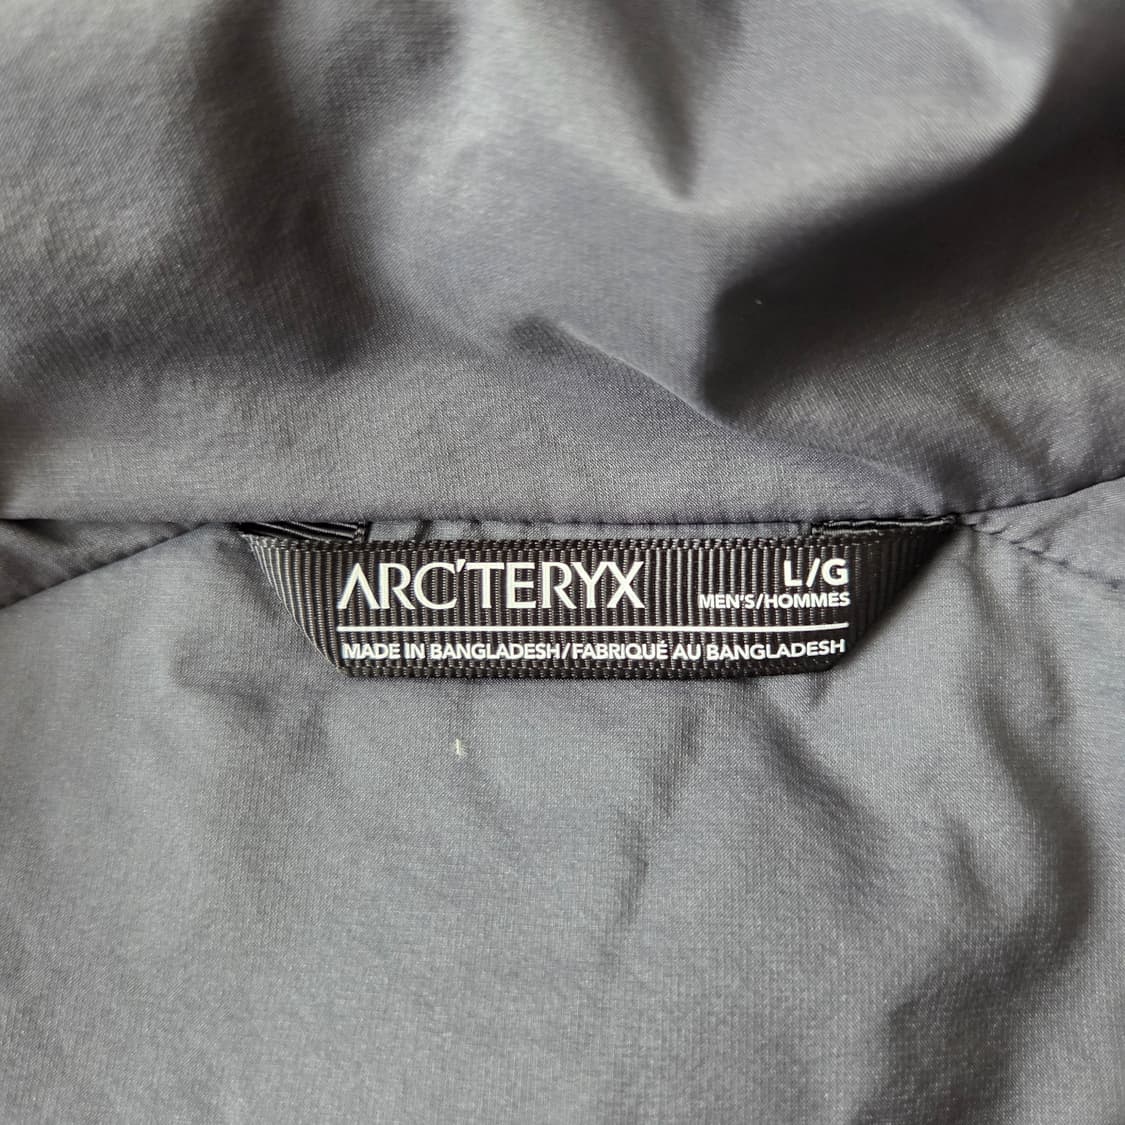 ARC'TERYX L/G
MEN'S/HOMMES
MADE IN BANGLADESH/FABRIQUÉ AU BANGLADESH